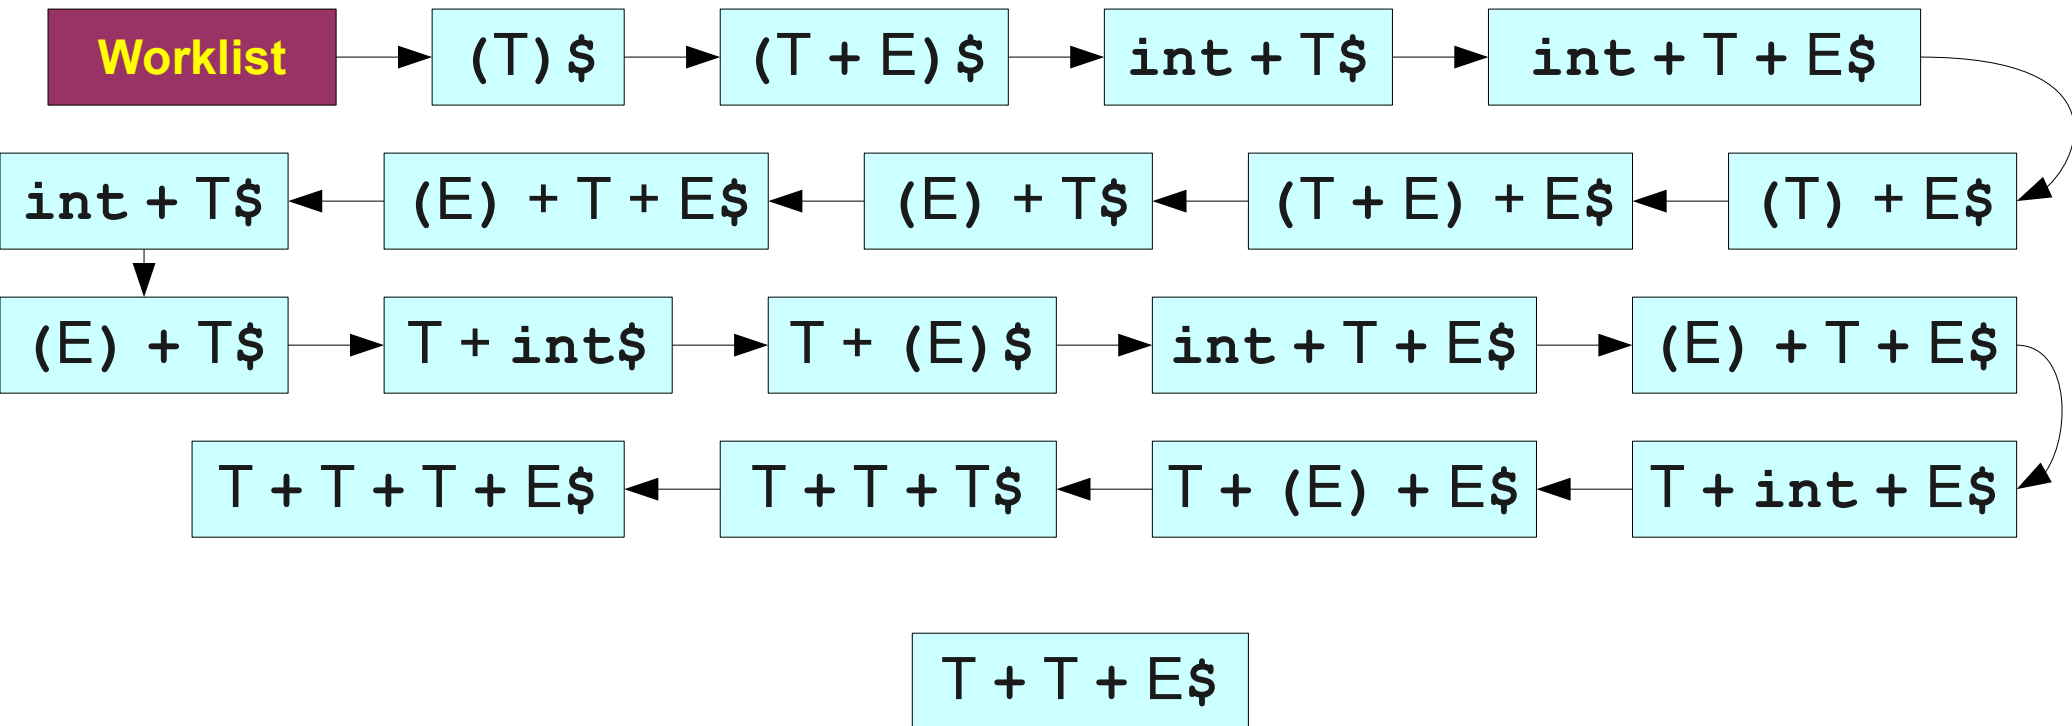 Worklist (T)$ (T + E)$ int + T$ int + T + E$
int + T$ (E) + T + E$ (E) + T$ (T + E) + E$ (T) + E$
(E) + T$ T + int$ T + (E)$ int + T + E$ (E) + T + E$
T + T + T + E$ T + T + T$ T + (E) + E$ T + int + E$
T + T + E$